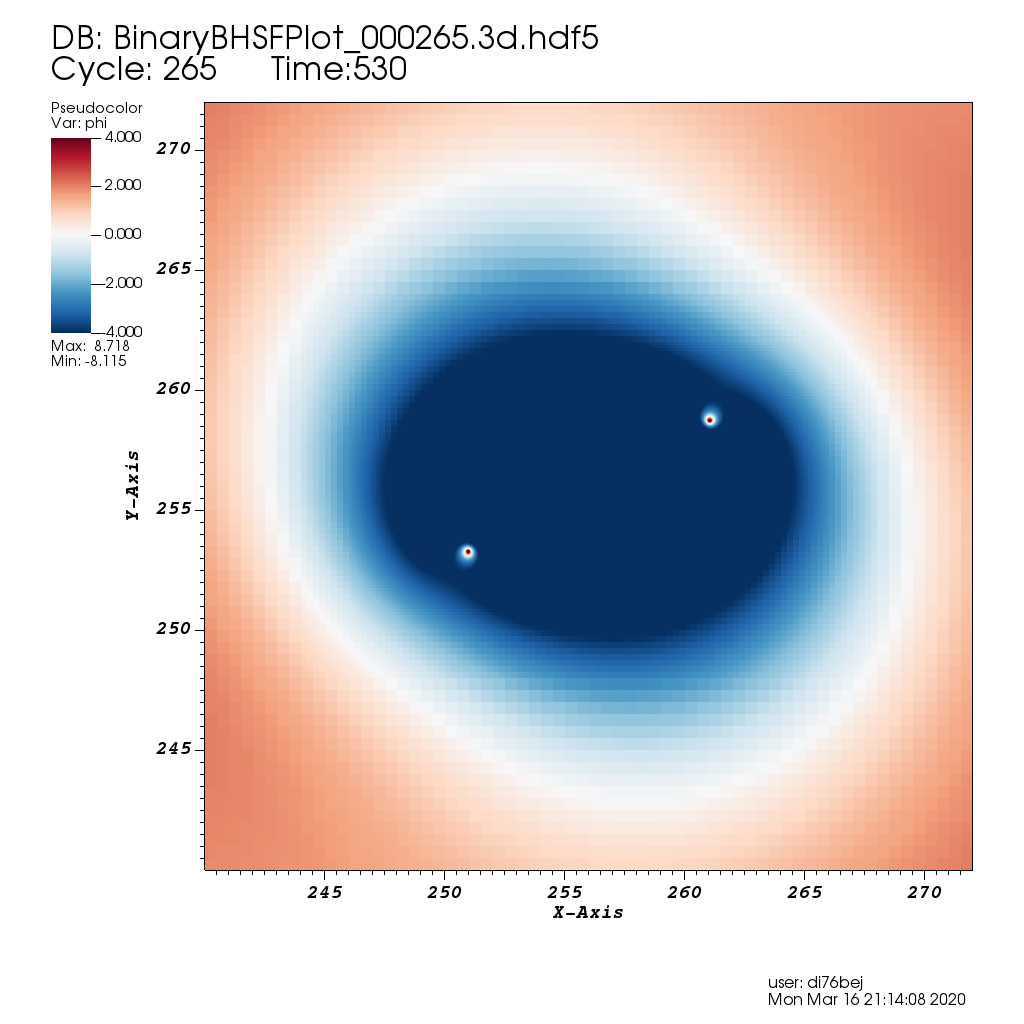 DB: BinaryBHSFPlot_000265.3d.hdf5
Cycle: 265 Time:530
Pseudocolor
Var: phi
4.000
2.000
0.000
-2.000
-4.000
Max: 8.718
Min: -8.115
270
265
260
255
250
245
Y-Axis
245 250 255 260 265 270
X-Axis
user: di76bej
Mon Mar 16 21:14:08 2020